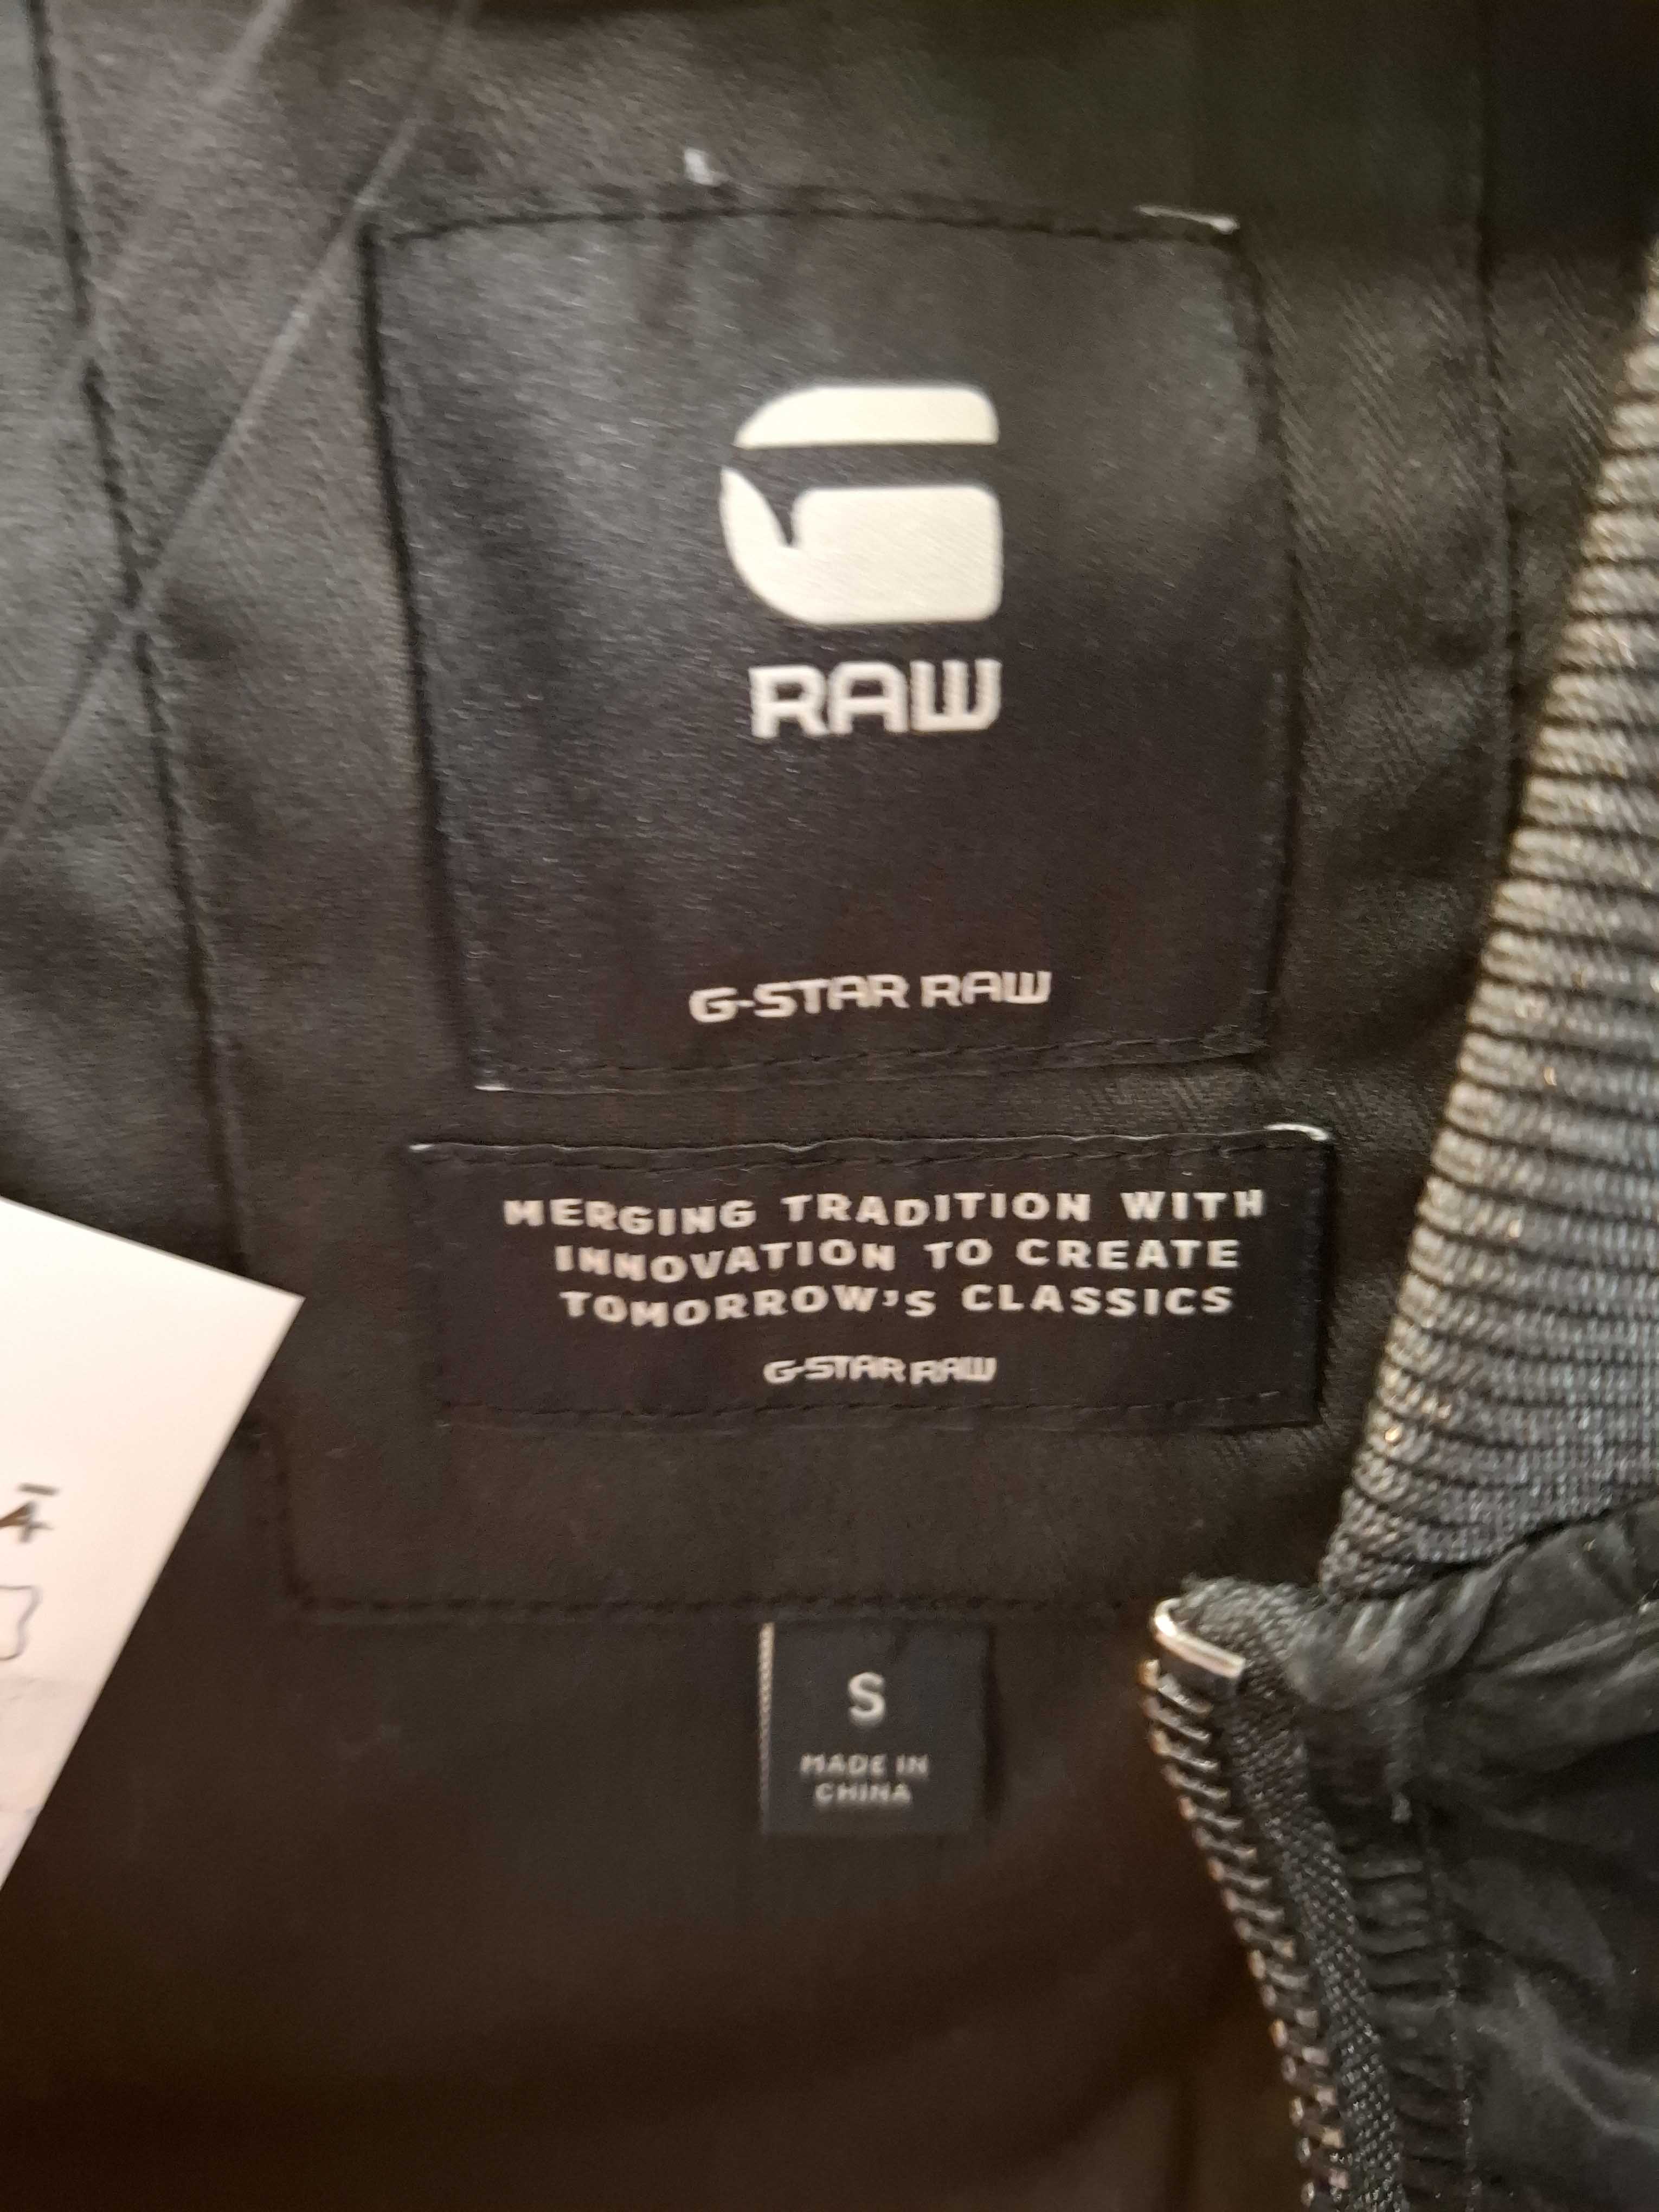 RAW
G-STAR RAW
MERGING TRADITION WITH
INNOVATION TO CREATE
TOMORROW'S CLASSICS
G-STAR RAW
S
MADE IN
CHINA